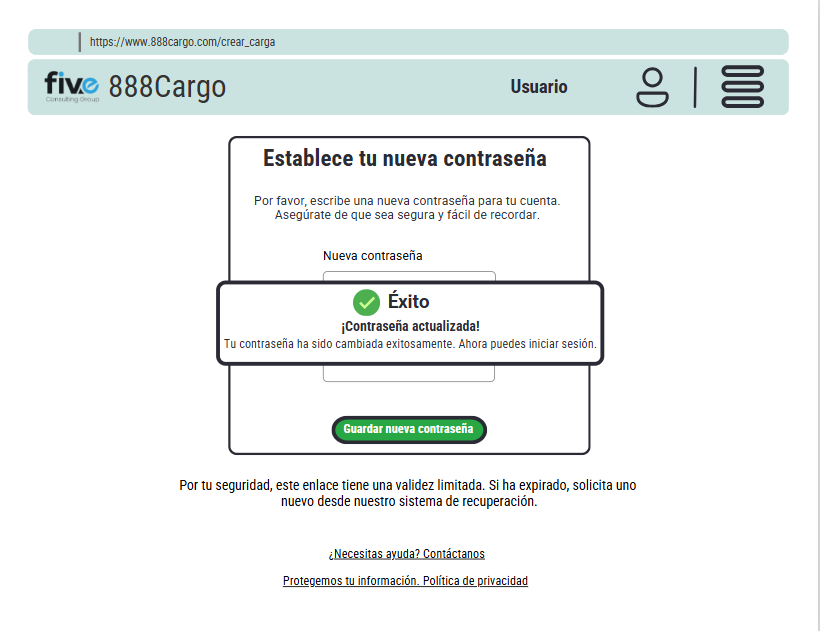 https://www.888cargo.com/crear_carga
five
Consulting Group
888Cargo
Usuario
Establece tu nueva contraseña
Por favor, escribe una nueva contraseña para tu cuenta.
Asegúrate de que sea segura y fácil de recordar.
Nueva contraseña
Éxito
¡Contraseña actualizada!
Tu contraseña ha sido cambiada exitosamente. Ahora puedes iniciar sesión.
Guardar nueva contraseña
Por tu seguridad, este enlace tiene una validez limitada. Si ha expirado, solicita uno
nuevo desde nuestro sistema de recuperación.
¿Necesitas ayuda? Contáctanos
Protegemos tu información. Política de privacidad